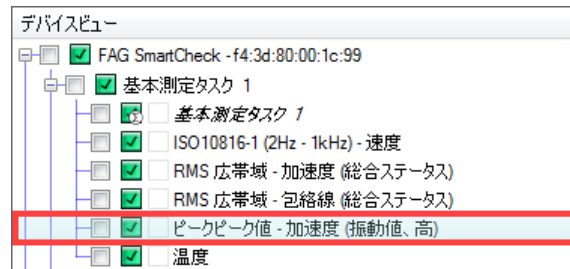 デバイスビュー
FAG SmartCheck - f4:3d:80:00:1c:99
基本測定タスク 1
基本測定タスク 1
ISO10816-1 (2Hz - 1kHz) - 速度
RMS 広帯域 - 加速度 (総合ステータス)
RMS 広帯域 - 包絡線 (総合ステータス)
ピークピーク値 - 加速度 (振動値、高)
温度